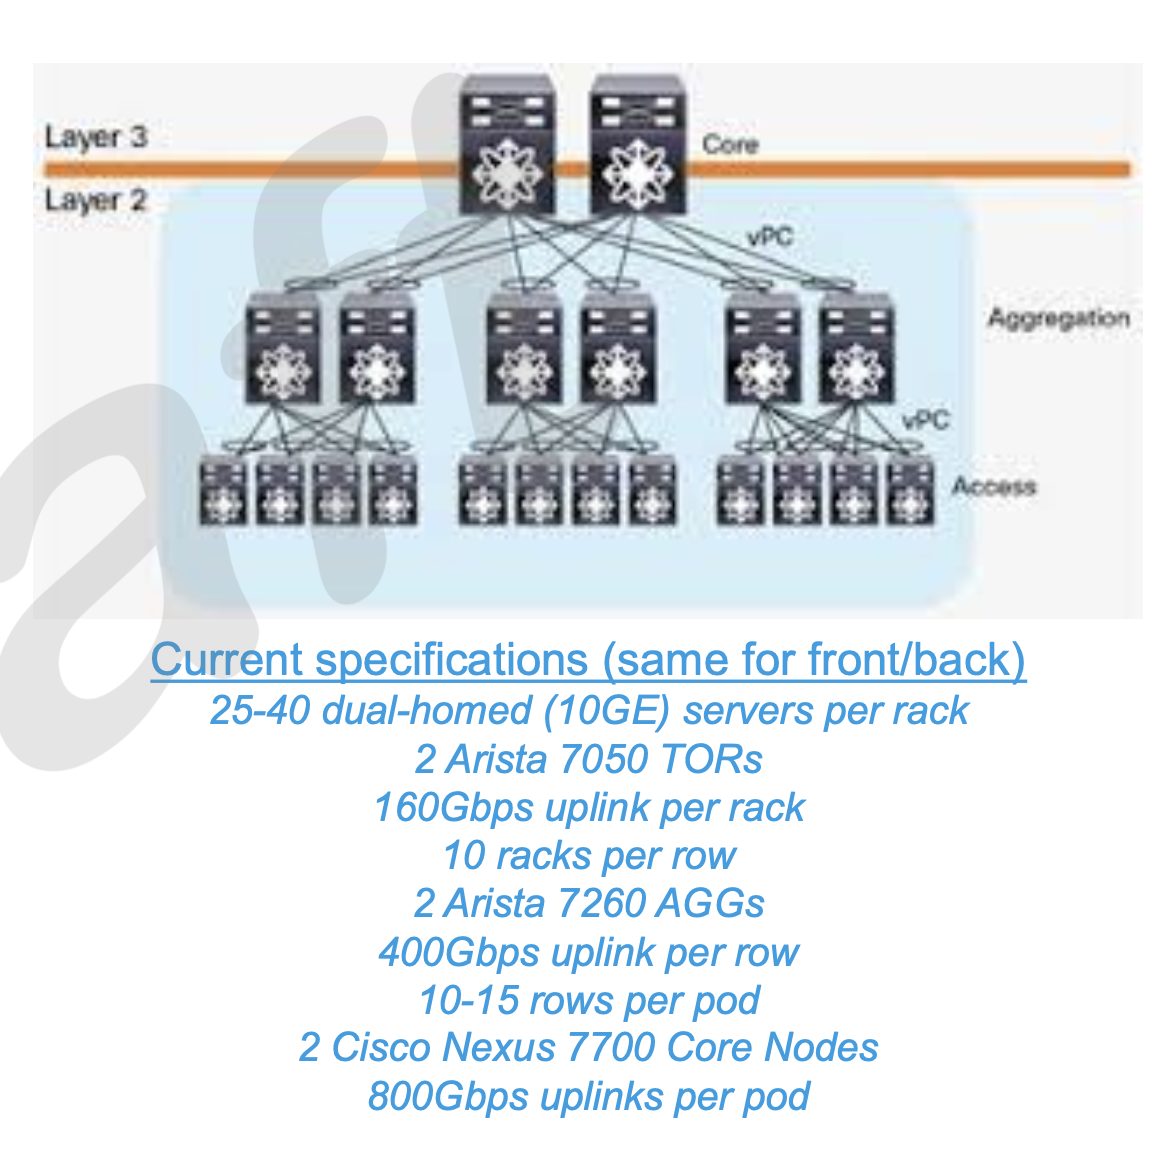 Layer 3
Core
Layer 2
vPC
Aggregation
vPC
Access
Current specifications (same for front/back)
25-40 dual-homed (10GE) servers per rack
2 Arista 7050 TORs
160Gbps uplink per rack
10 racks per row
2 Arista 7260 AGGs
400Gbps uplink per row
10-15 rows per pod
2 Cisco Nexus 7700 Core Nodes
800Gbps uplinks per pod